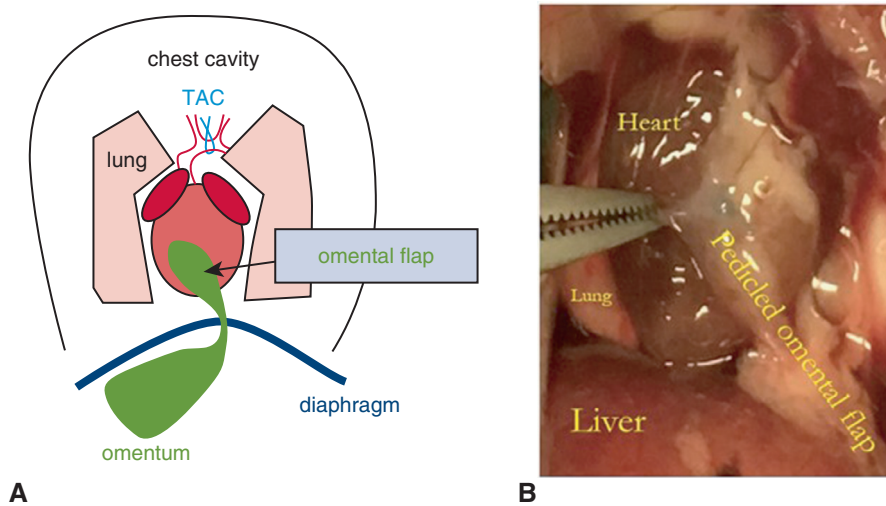 chest cavity
TAC
lung
omental flap
diaphragm
omentum
A
Heart
Pedicled omental flap
Lung
Liver
B